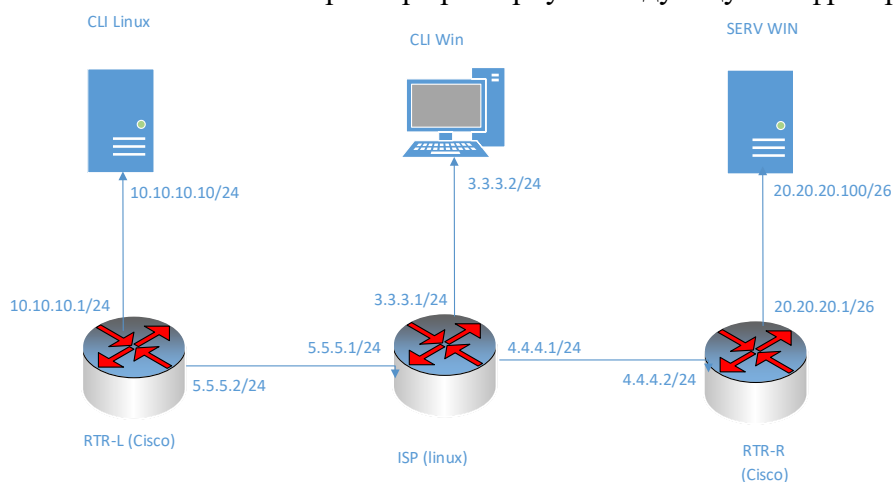 CLI Linux
CLI Win
SERV WIN
10.10.10.10/24
3.3.3.2/24
20.20.20.100/26
10.10.10.1/24
3.3.3.1/24
20.20.20.1/26
5.5.5.1/24
4.4.4.1/24
5.5.5.2/24
4.4.4.2/24
RTR-L (Cisco)
ISP (linux)
RTR-R
(Cisco)